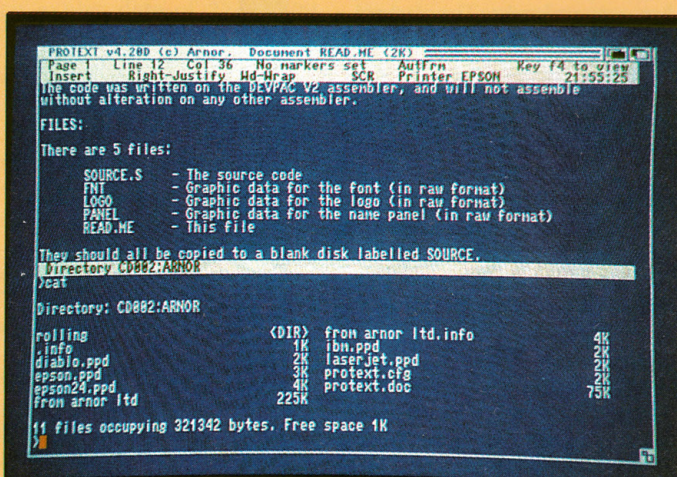 PROTEXT v4.20D (c) Arnor. Document READ.ME (2K)
Page 1 Line 12 Col 36 No markers set AutFrm Key f4 to view
Insert Right-Justify Wd-Wrap SCR Printer EPSON 21:55:25
The code was written on the DEVPAC V2 assembler, and will not assemble
without alteration on any other assembler.
FILES:
There are 5 files:
SOURCE.S - The source code
FNT - Graphic data for the font (in raw format)
LOGO - Graphic data for the logo (in raw format)
PANEL - Graphic data for the name panel (in raw format)
READ.ME - This file
They should all be copied to a blank disk labelled SOURCE.
Directory CD002:ARNOR
>cat
Directory: CD002:ARNOR
rolling <DIR> from arnor ltd.info 4K
.info 1K ibm.ppd 2K
diablo.ppd 2K laserjet.ppd 2K
epson.ppd 3K protext.cfg 2K
epson24.ppd 4K protext.doc 75K
from arnor ltd 225K
11 files occupying 321342 bytes. Free space 1K
>